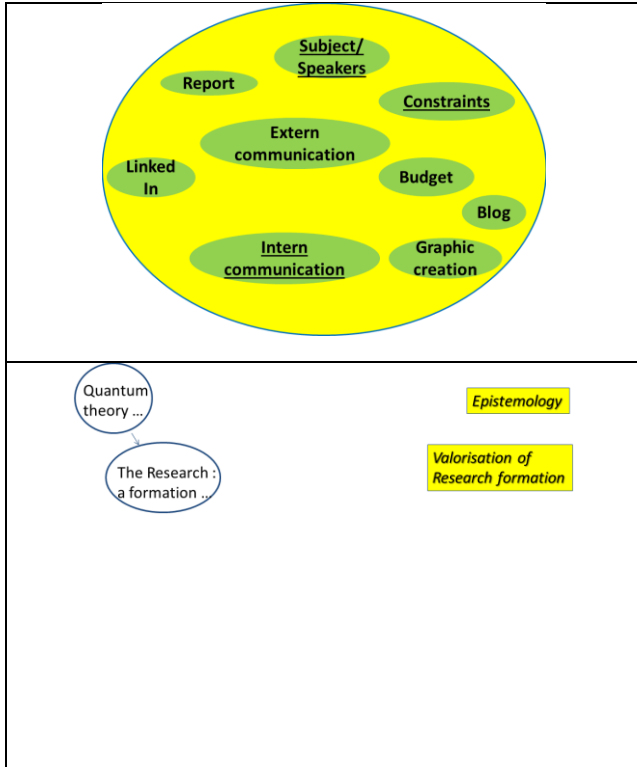 Subject/
Speakers
Report
Constraints
Extern
communication
Linked
In
Budget
Blog
Intern
communication
Graphic
creation
Quantum
theory ...
Epistemology
The Research :
a formation ...
Valorisation of
Research formation